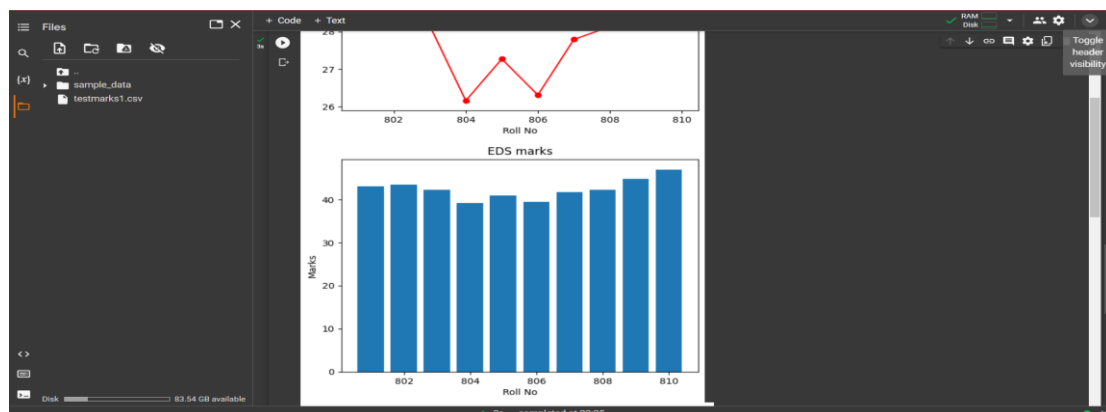 Files
+ Code + Text
RAM
Disk
Toggle
header
visibility
{x}
..
sample_data
testmarks1.csv
3s
28
27
26
802 804 806 808 810
Roll No
EDS marks
Marks
40
30
20
10
0
802 804 806 808 810
Roll No
<>
Disk 83.54 GB available